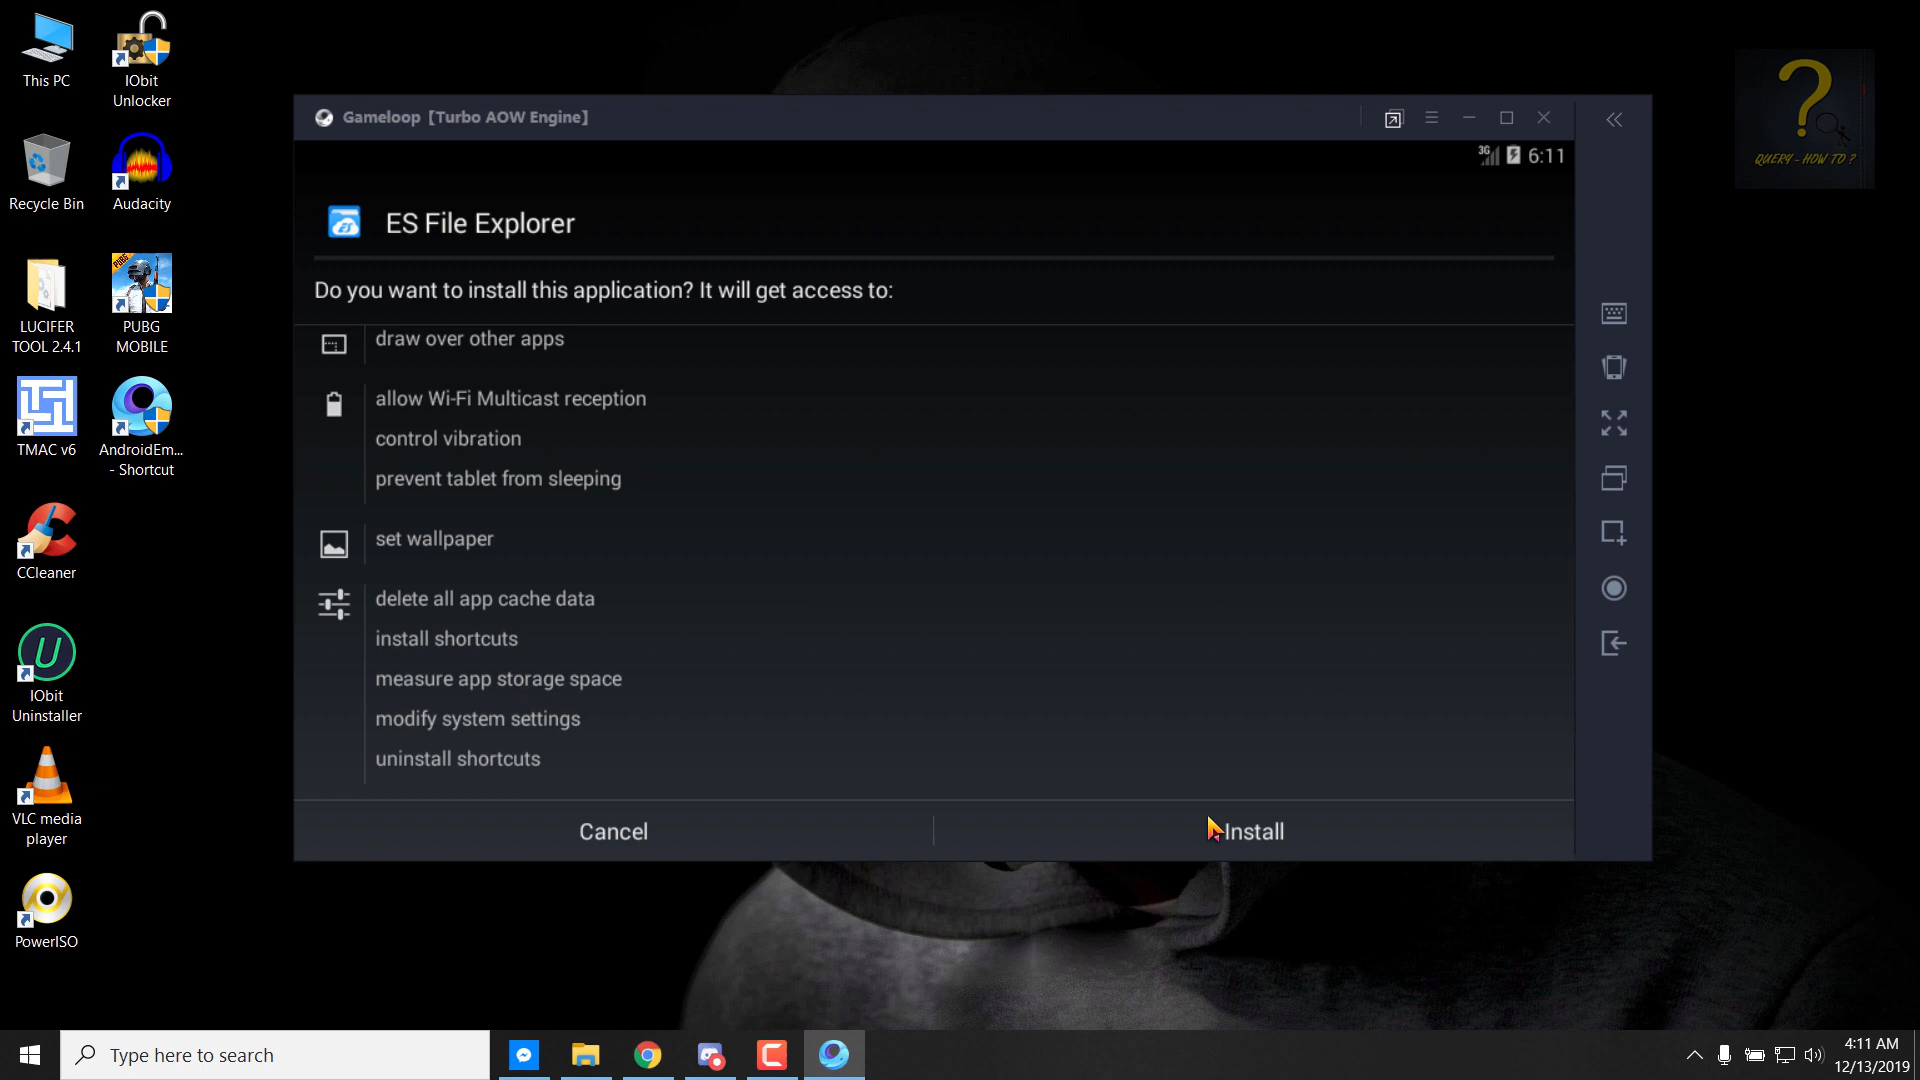 This PC
IObit
Unlocker
Recycle Bin
Audacity
LUCIFER
TOOL 2.4.1
PUBG
PUBG
MOBILE
TMAC v6
AndroidEm...
- Shortcut
CCleaner
IObit
Uninstaller
VLC media
player
PowerISO
Gameloop【Turbo AOW Engine】
3G
6:11
ES
ES File Explorer
Do you want to install this application? It will get access to:
draw over other apps
allow Wi-Fi Multicast reception
control vibration
prevent tablet from sleeping
set wallpaper
delete all app cache data
install shortcuts
measure app storage space
modify system settings
uninstall shortcuts
Cancel
Install
?
QUERY - HOW TO ?
Type here to search
4:11 AM
12/13/2019